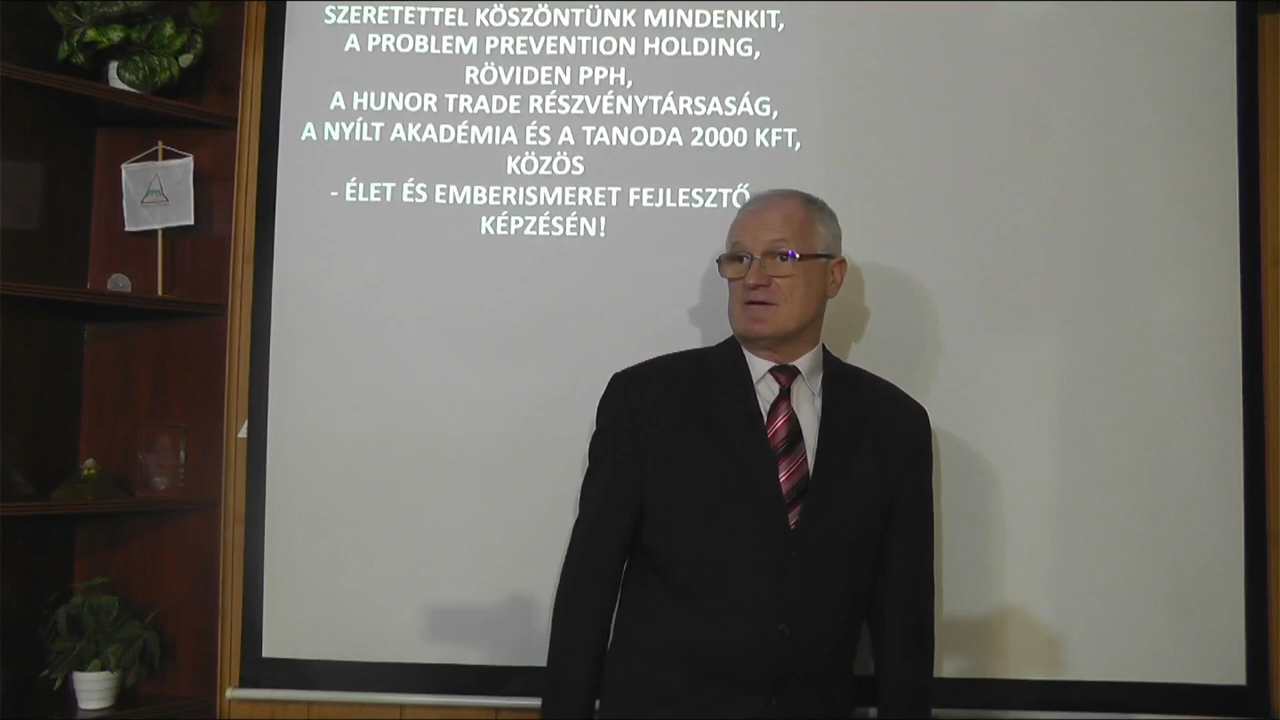 SZERETETTEL KÖSZÖNTÜNK MINDENKIT,
A PROBLEM PREVENTION HOLDING,
RÖVIDEN PPH,
A HUNOR TRADE RÉSZVÉNYTÁRSASÁG,
A NYÍLT AKADÉMIA ÉS A TANODA 2000 KFT,
KÖZÖS
- ÉLET ÉS EMBERISMERET FEJLESZTŐ
KÉPZÉSÉN!